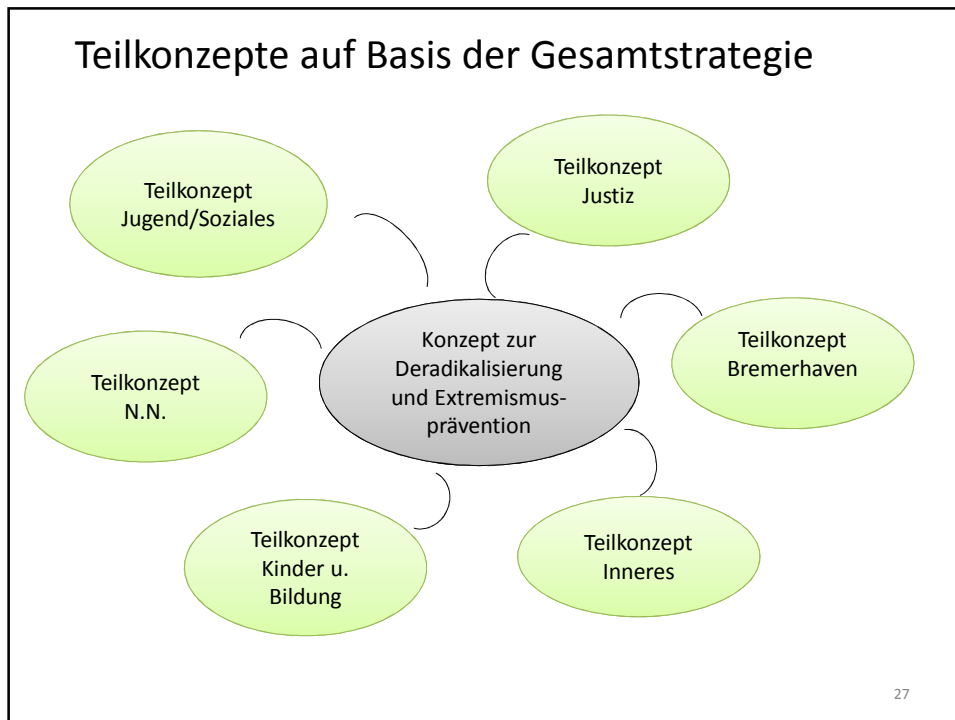 Teilkonzepte auf Basis der Gesamtstrategie
Teilkonzept
Jugend/Soziales
Teilkonzept
Justiz
Konzept zur
Deradikalisierung
und Extremismus-
prävention
Teilkonzept
Bremerhaven
Teilkonzept
N.N.
Teilkonzept
Kinder u.
Bildung
Teilkonzept
Inneres
27